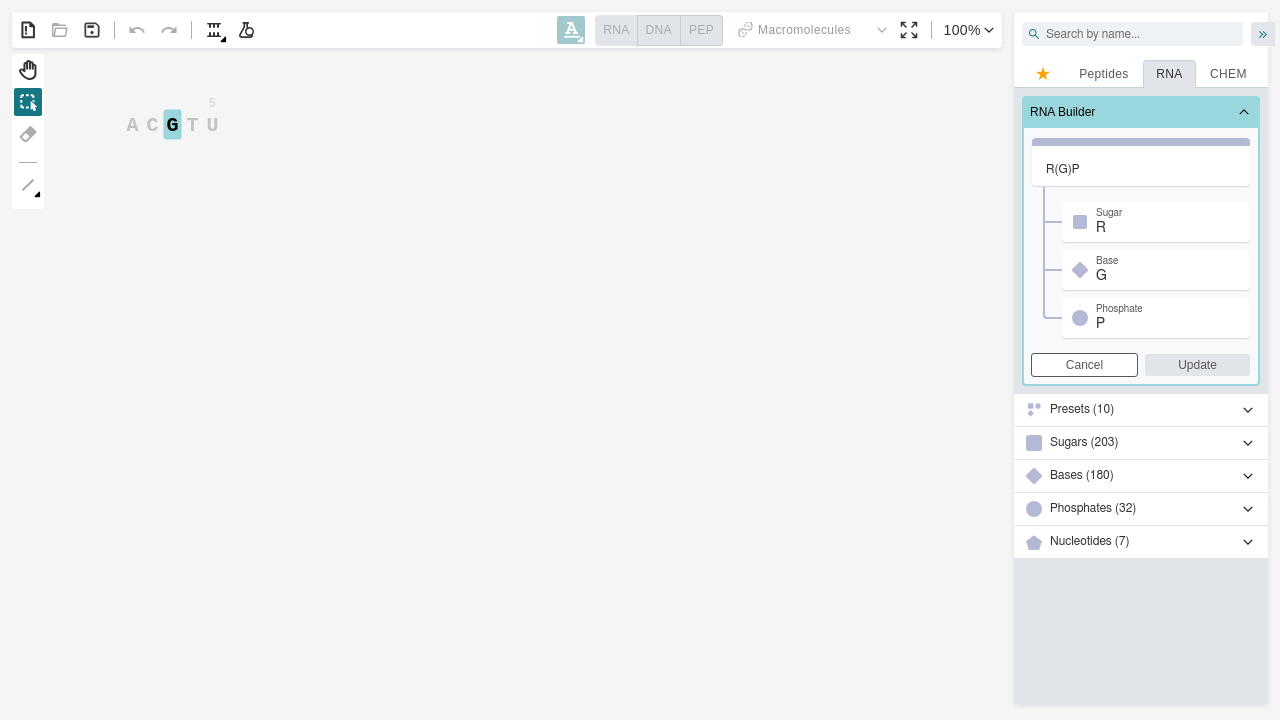 A
RNA
DNA
PEP
Macromolecules
100%
Search by name...
Peptides
RNA
CHEM
5
A C G T U
RNA Builder
R(G)P
Sugar
R
Base
G
Phosphate
P
Cancel
Update
Presets (10)
Sugars (203)
Bases (180)
Phosphates (32)
Nucleotides (7)